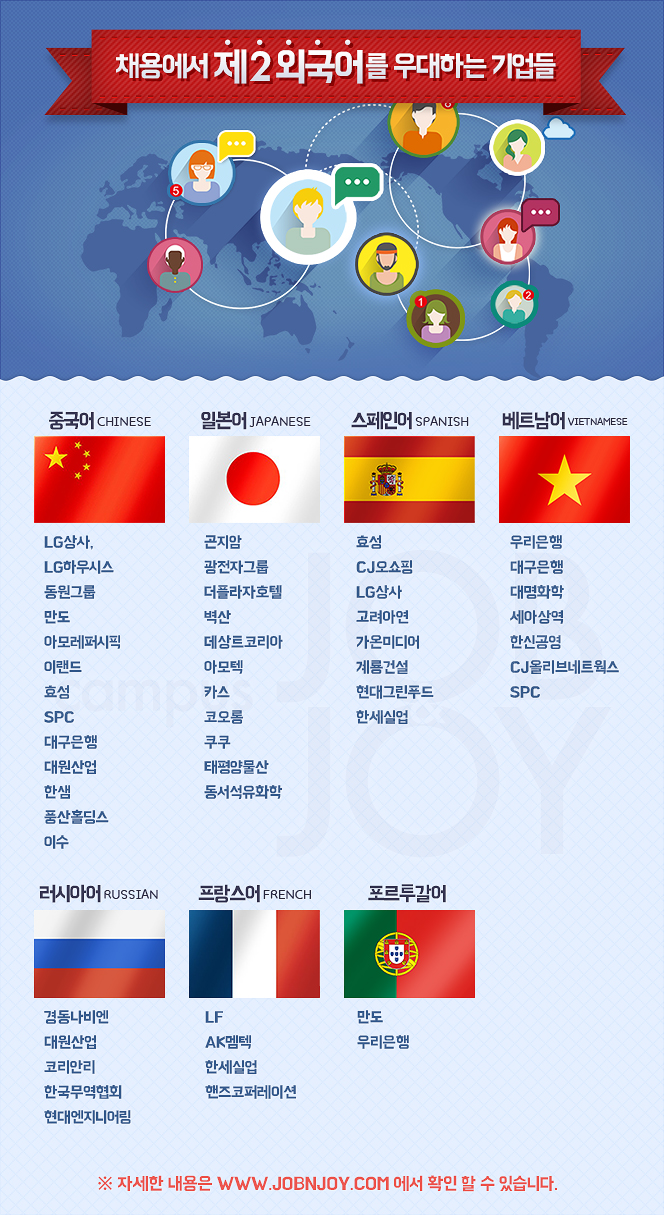 채용에서 제2외국어를 우대하는 기업들
8
5
1
2
중국어 CHINESE
LG상사,
LG하우시스
동원그룹
만도
아모레퍼시픽
이랜드
효성
SPC
대구은행
대원산업
한샘
풍산홀딩스
이수
일본어 JAPANESE
곤지암
광전자그룹
더플라자호텔
벽산
데상트코리아
아모텍
카스
코오롬
쿠쿠
태평양물산
동서석유화학
스페인어 SPANISH
효성
CJ오쇼핑
LG상사
고려아연
가온미디어
계룡건설
현대그린푸드
한세실업
베트남어 VIETNAMESE
우리은행
대구은행
대명화학
세아상역
한신공영
CJ올리브네트웍스
SPC
러시아어 RUSSIAN
경동나비엔
대원산업
코리안리
한국무역협회
현대엔지니어링
프랑스어 FRENCH
LF
AK멤텍
한세실업
핸즈코퍼레이션
포르투갈어
만도
우리은행
campus
JOB
JOY
※ 자세한 내용은 WWW.JOBNJOY.COM 에서 확인 할 수 있습니다.